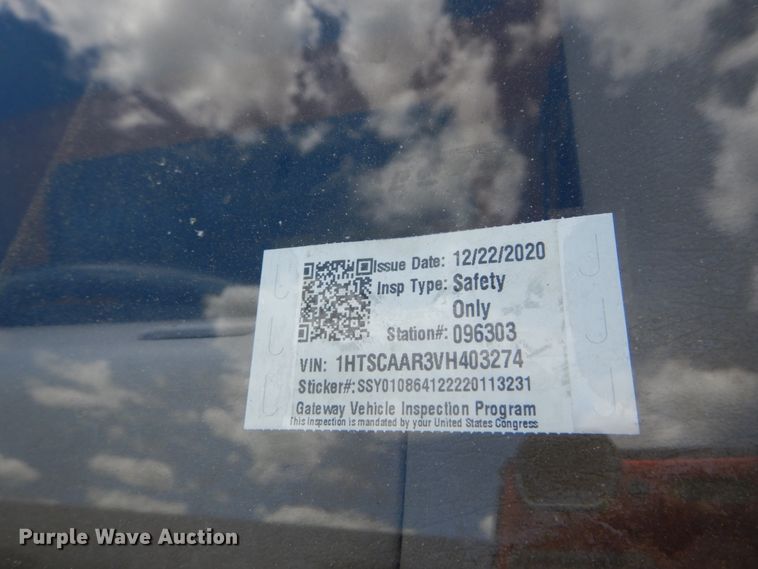 Issue Date: 12/22/2020
Insp Type: Safety
Only
Station#: 096303
VIN: 1HTSCAAR3VH403274
Sticker#: SSY010864122220113231
Gateway Vehicle Inspection Program
This Inspection is mandated by your United States Congress
Purple Wave Auction